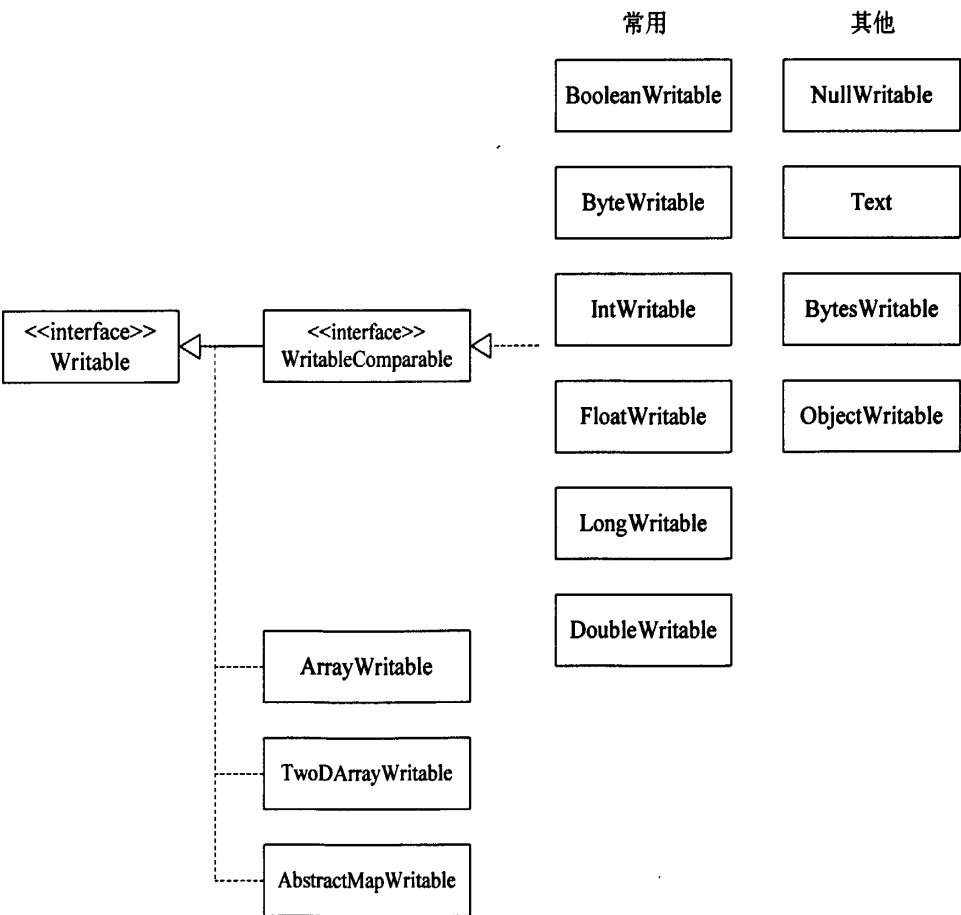 常用
其他
BooleanWritable
NullWritable
ByteWritable
Text
<<interface>>
Writable
<<interface>>
WritableComparable
IntWritable
BytesWritable
FloatWritable
ObjectWritable
LongWritable
DoubleWritable
ArrayWritable
TwoDArrayWritable
AbstractMapWritable